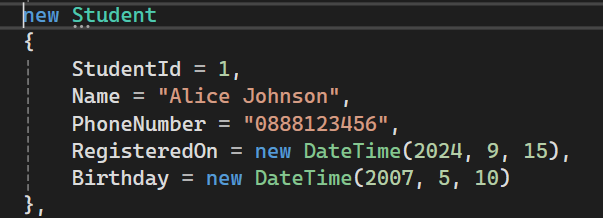 new Student
{
StudentId = 1,
Name = "Alice Johnson",
PhoneNumber = "0888123456",
RegisteredOn = new DateTime(2024, 9, 15),
Birthday = new DateTime(2007, 5, 10)
},